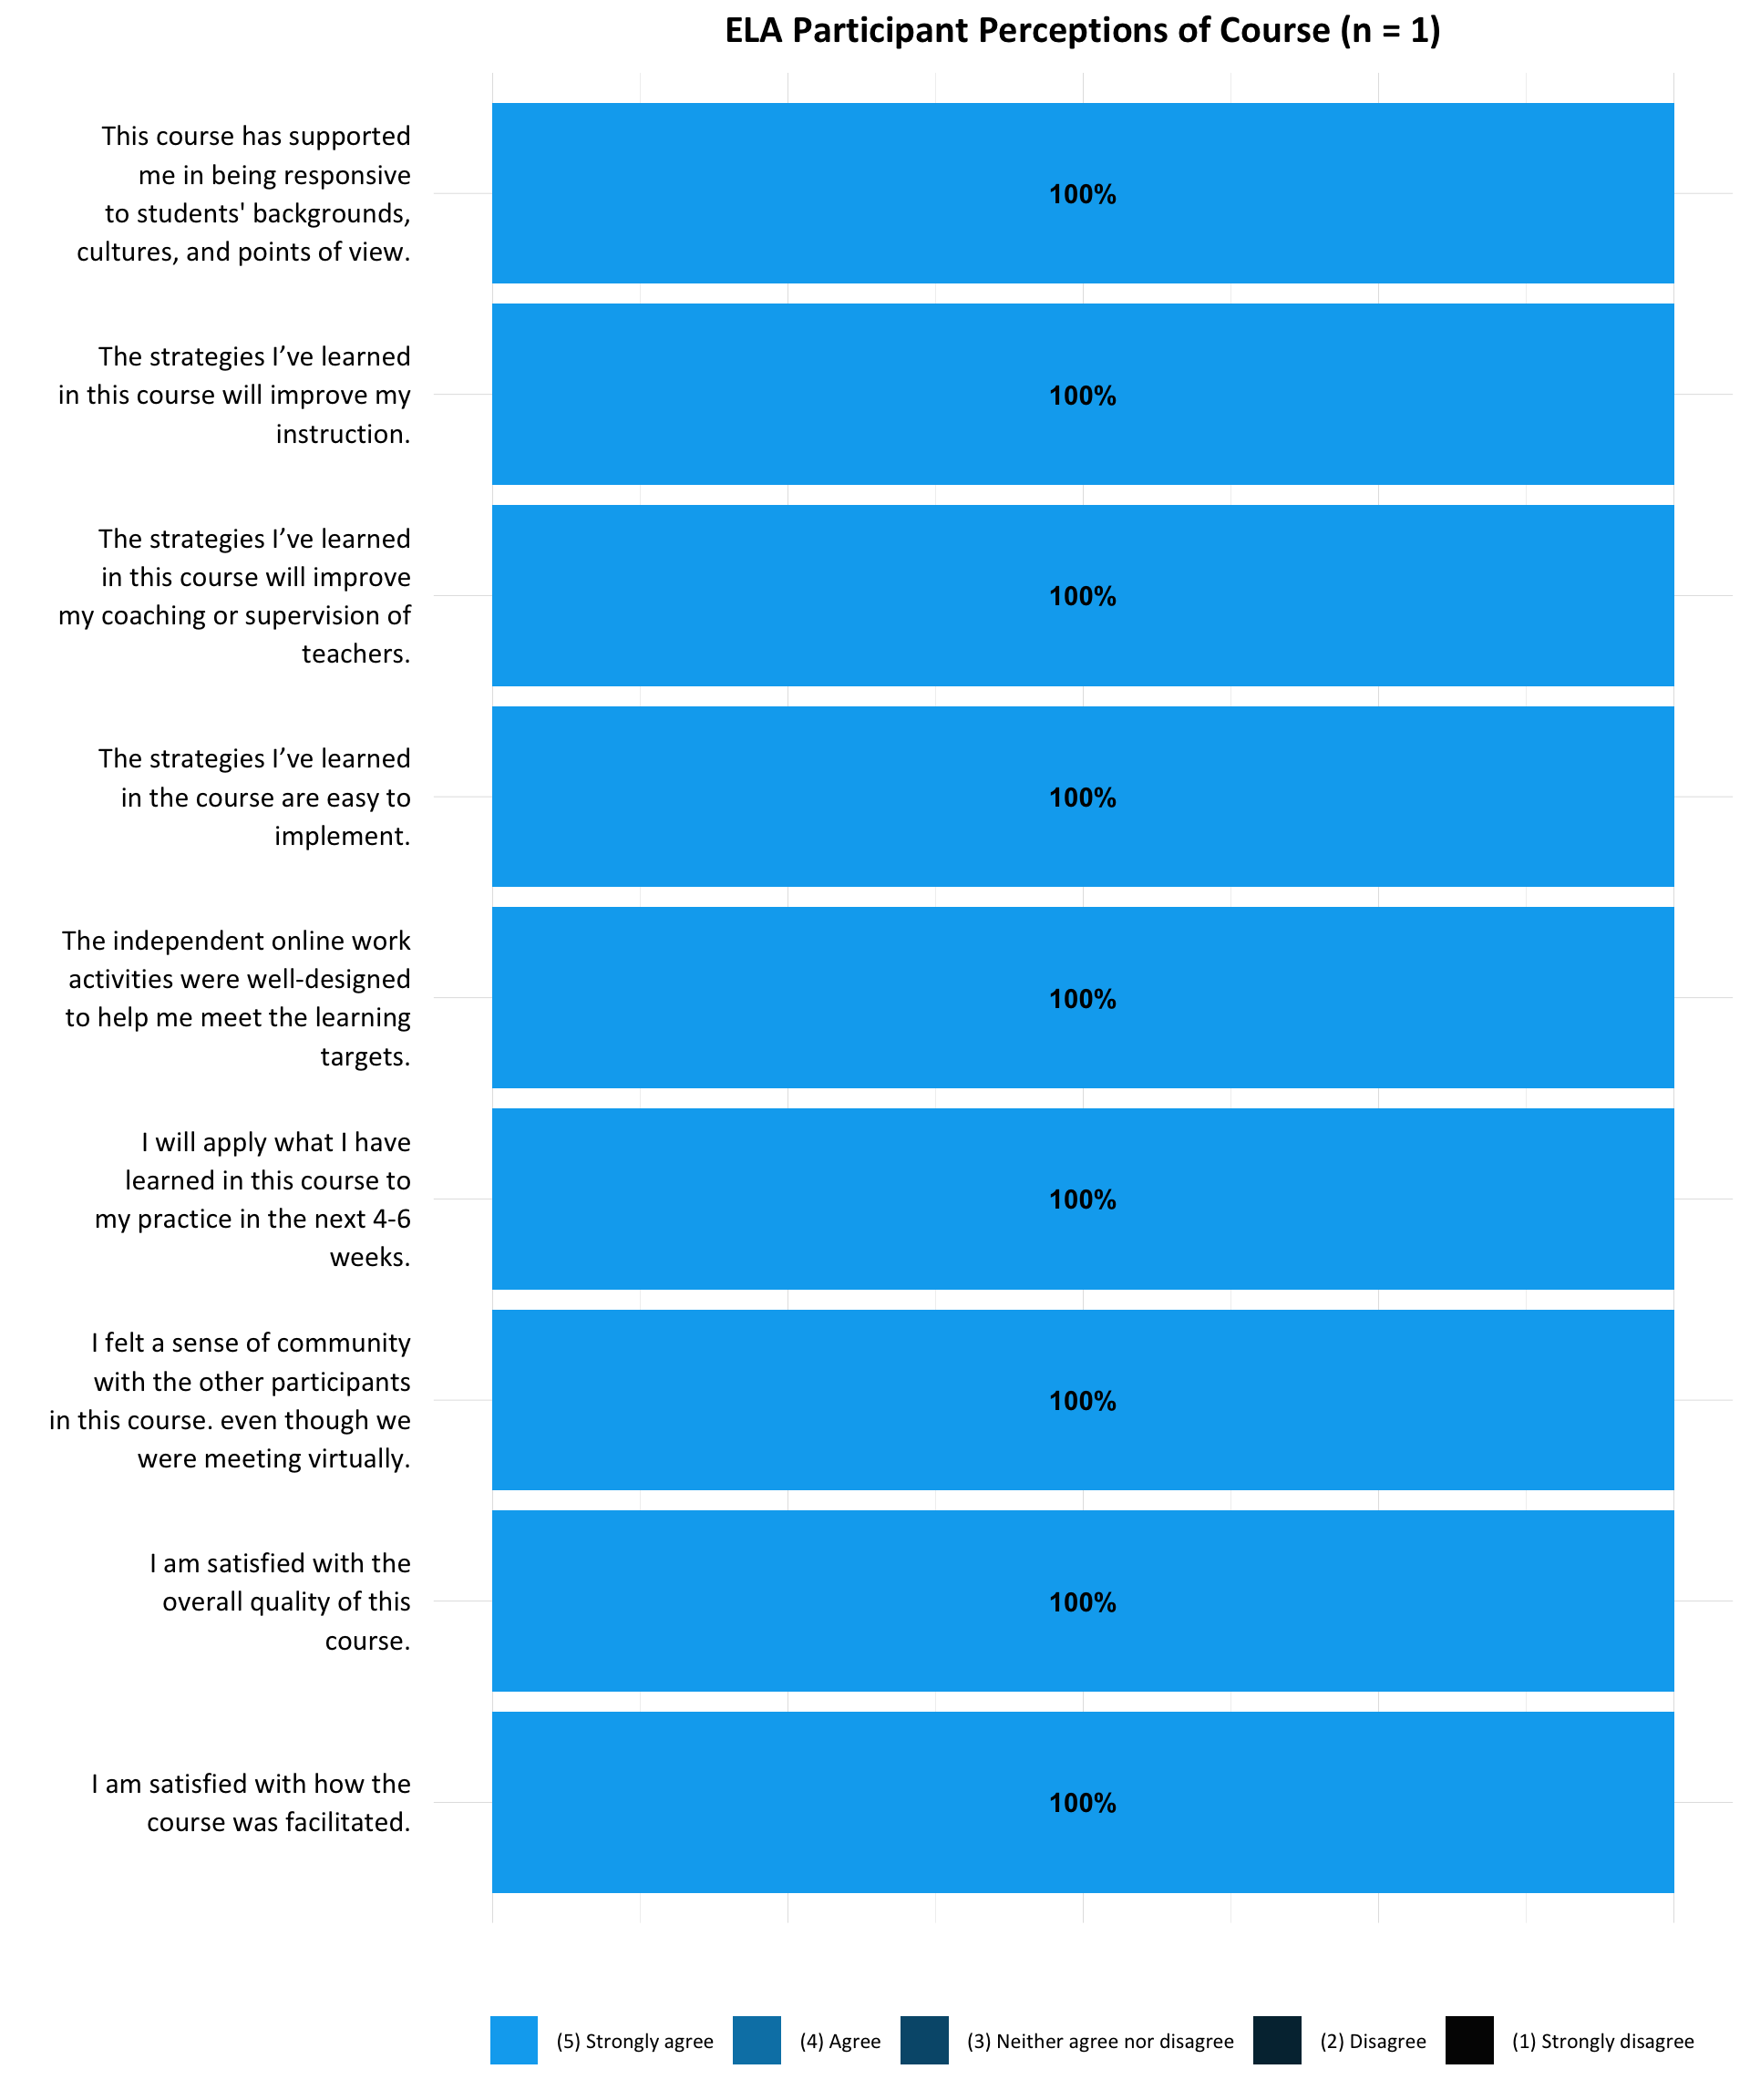 ELA Participant Perceptions of Course (n = 1)
This course has supported
me in being responsive
to students' backgrounds,
cultures, and points of view.
100%
The strategies I’ve learned
in this course will improve my
instruction.
100%
The strategies I’ve learned
in this course will improve
my coaching or supervision of
teachers.
100%
The strategies I’ve learned
in the course are easy to
implement.
100%
The independent online work
activities were well-designed
to help me meet the learning
targets.
100%
I will apply what I have
learned in this course to
my practice in the next 4-6
weeks.
100%
I felt a sense of community
with the other participants
in this course. even though we
were meeting virtually.
100%
I am satisfied with the
overall quality of this
course.
100%
I am satisfied with how the
course was facilitated.
100%
(5) Strongly agree (4) Agree (3) Neither agree nor disagree (2) Disagree (1) Strongly disagree